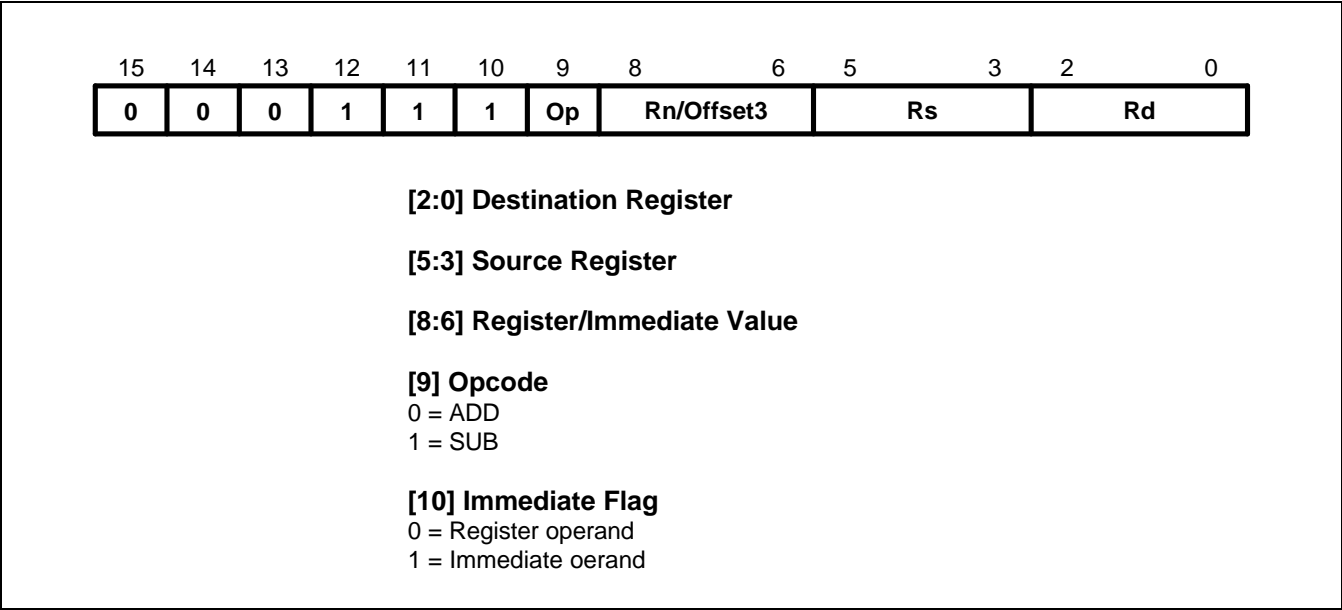 15 14 13 12 11 10 9 8 6 5 3 2 0
0 0 0 1 1 1 Op Rn/Offset3 Rs Rd
[2:0] Destination Register
[5:3] Source Register
[8:6] Register/Immediate Value
[9] Opcode
0 = ADD
1 = SUB
[10] Immediate Flag
0 = Register operand
1 = Immediate oerand